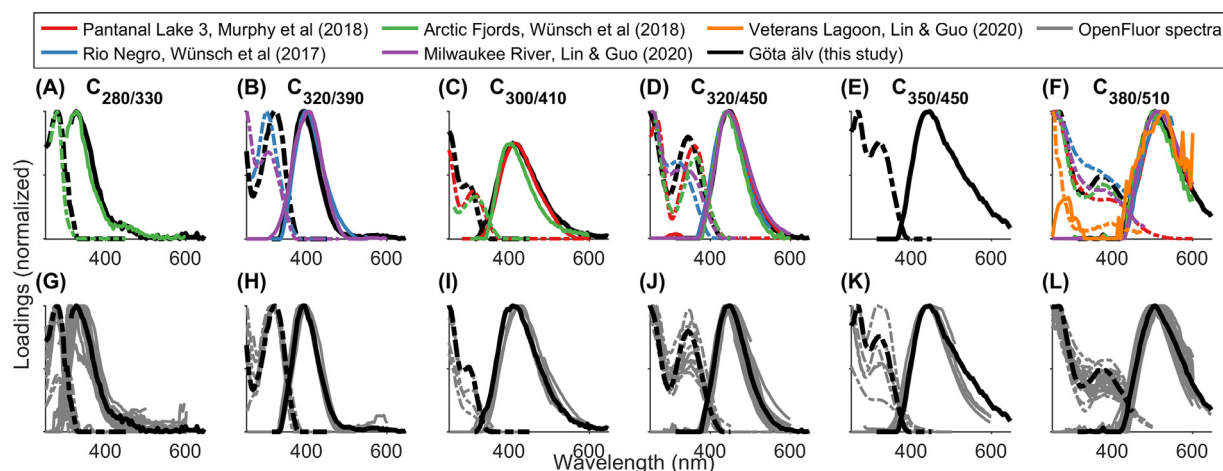 Pantanal Lake 3, Murphy et al (2018) Arctic Fjords, Wünsch et al (2018) Veterans Lagoon, Lin & Guo (2020) OpenFluor spectra
Rio Negro, Wünsch et al (2017) Milwaukee River, Lin & Guo (2020) Göta älv (this study)
(A) C280/330 (B) C320/390 (C) C300/410 (D) C320/450 (E) C350/450 (F) C380/510
400 600 400 600 400 600 400 600 400 600 400 600
(G) (H) (I) (J) (K) (L)
400 600 400 600 400 600 400 600 400 600 400 600
Loadings (normalized)
Wavelength (nm)